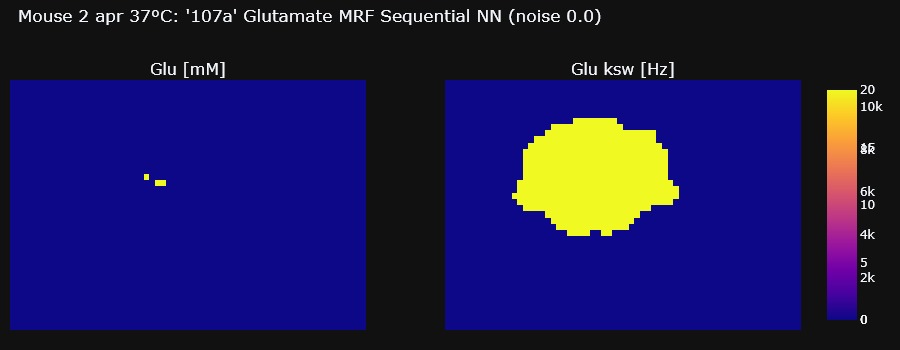 Mouse 2 apr 37ºC: '107a' Glutamate MRF Sequential NN (noise 0.0)
Glu [mM]
Glu ksw [Hz]
20
10k
15
8k
6k
10
4k
5
2k
0